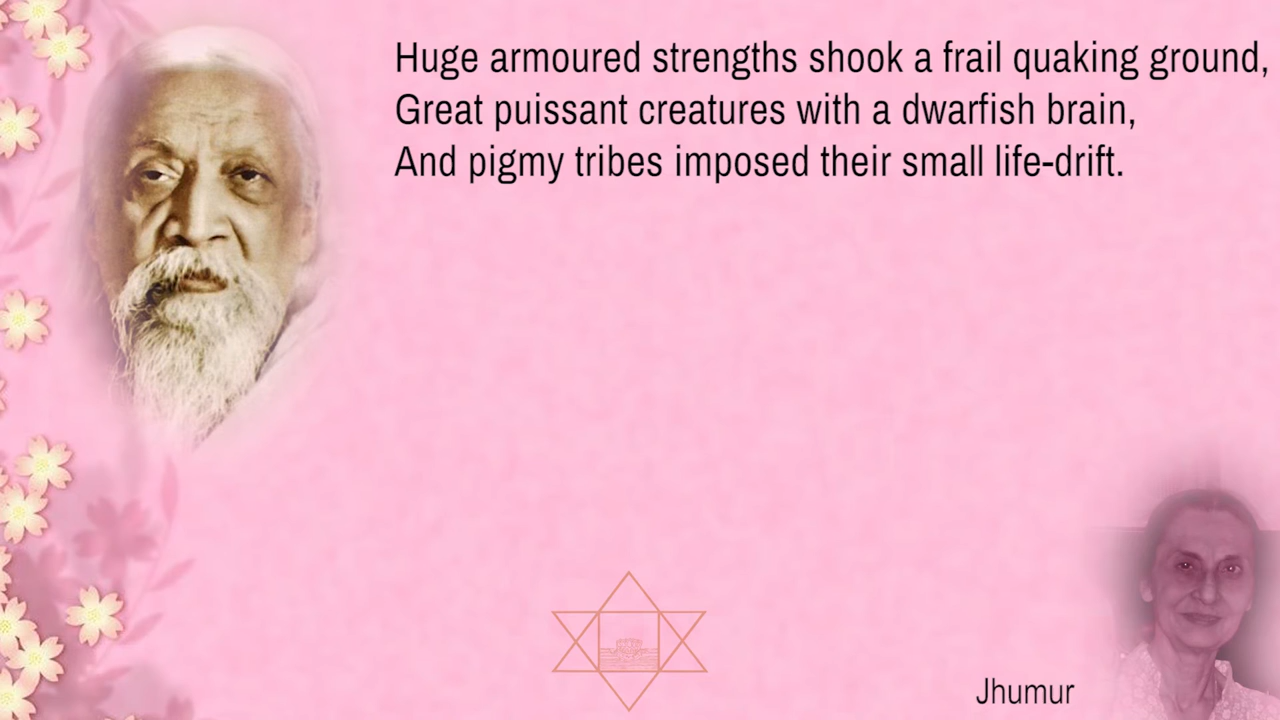 Huge armoured strengths shook a frail quaking ground,
Great puissant creatures with a dwarfish brain,
And pigmy tribes imposed their small life-drift.
Jhumur